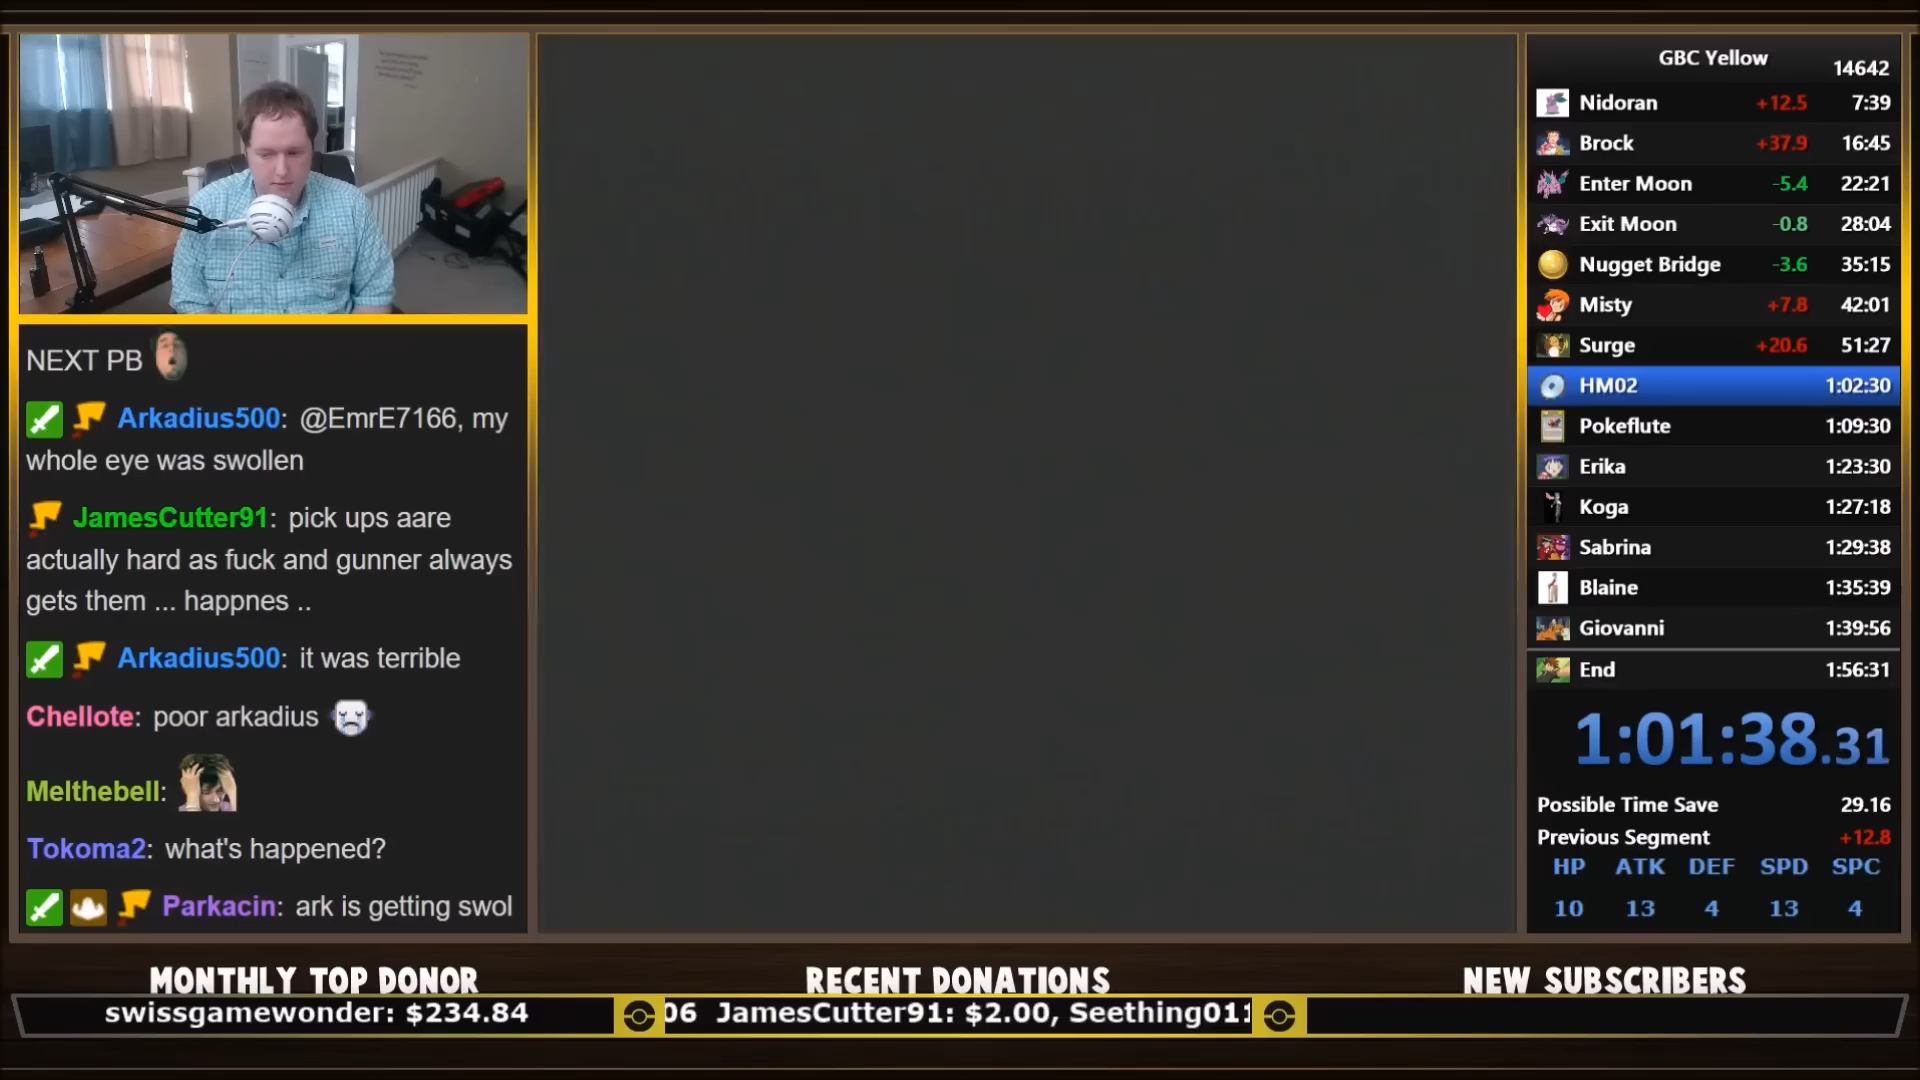 NEXT PB
Arkadius500: @EmrE7166, my
whole eye was swollen
JamesCutter91: pick ups aare
actually hard as fuck and gunner always
gets them ... happnes ..
Arkadius500: it was terrible
Chellote: poor arkadius
Melthebell:
Tokoma2: what's happened?
Parkacin: ark is getting swol
GBC Yellow
14642
Nidoran +12.5 7:39
Brock +37.9 16:45
Enter Moon -5.4 22:21
Exit Moon -0.8 28:04
Nugget Bridge -3.6 35:15
Misty +7.8 42:01
Surge +20.6 51:27
HM02 1:02:30
Pokeflute 1:09:30
Erika 1:23:30
Koga 1:27:18
Sabrina 1:29:38
Blaine 1:35:39
Giovanni 1:39:56
End 1:56:31
1:01:38.31
Possible Time Save 29.16
Previous Segment +12.8
HP ATK DEF SPD SPC
10 13 4 13 4
MONTHLY TOP DONOR
swissgamewonder: $234.84
RECENT DONATIONS
06 JamesCutter91: $2.00, Seething01
NEW SUBSCRIBERS